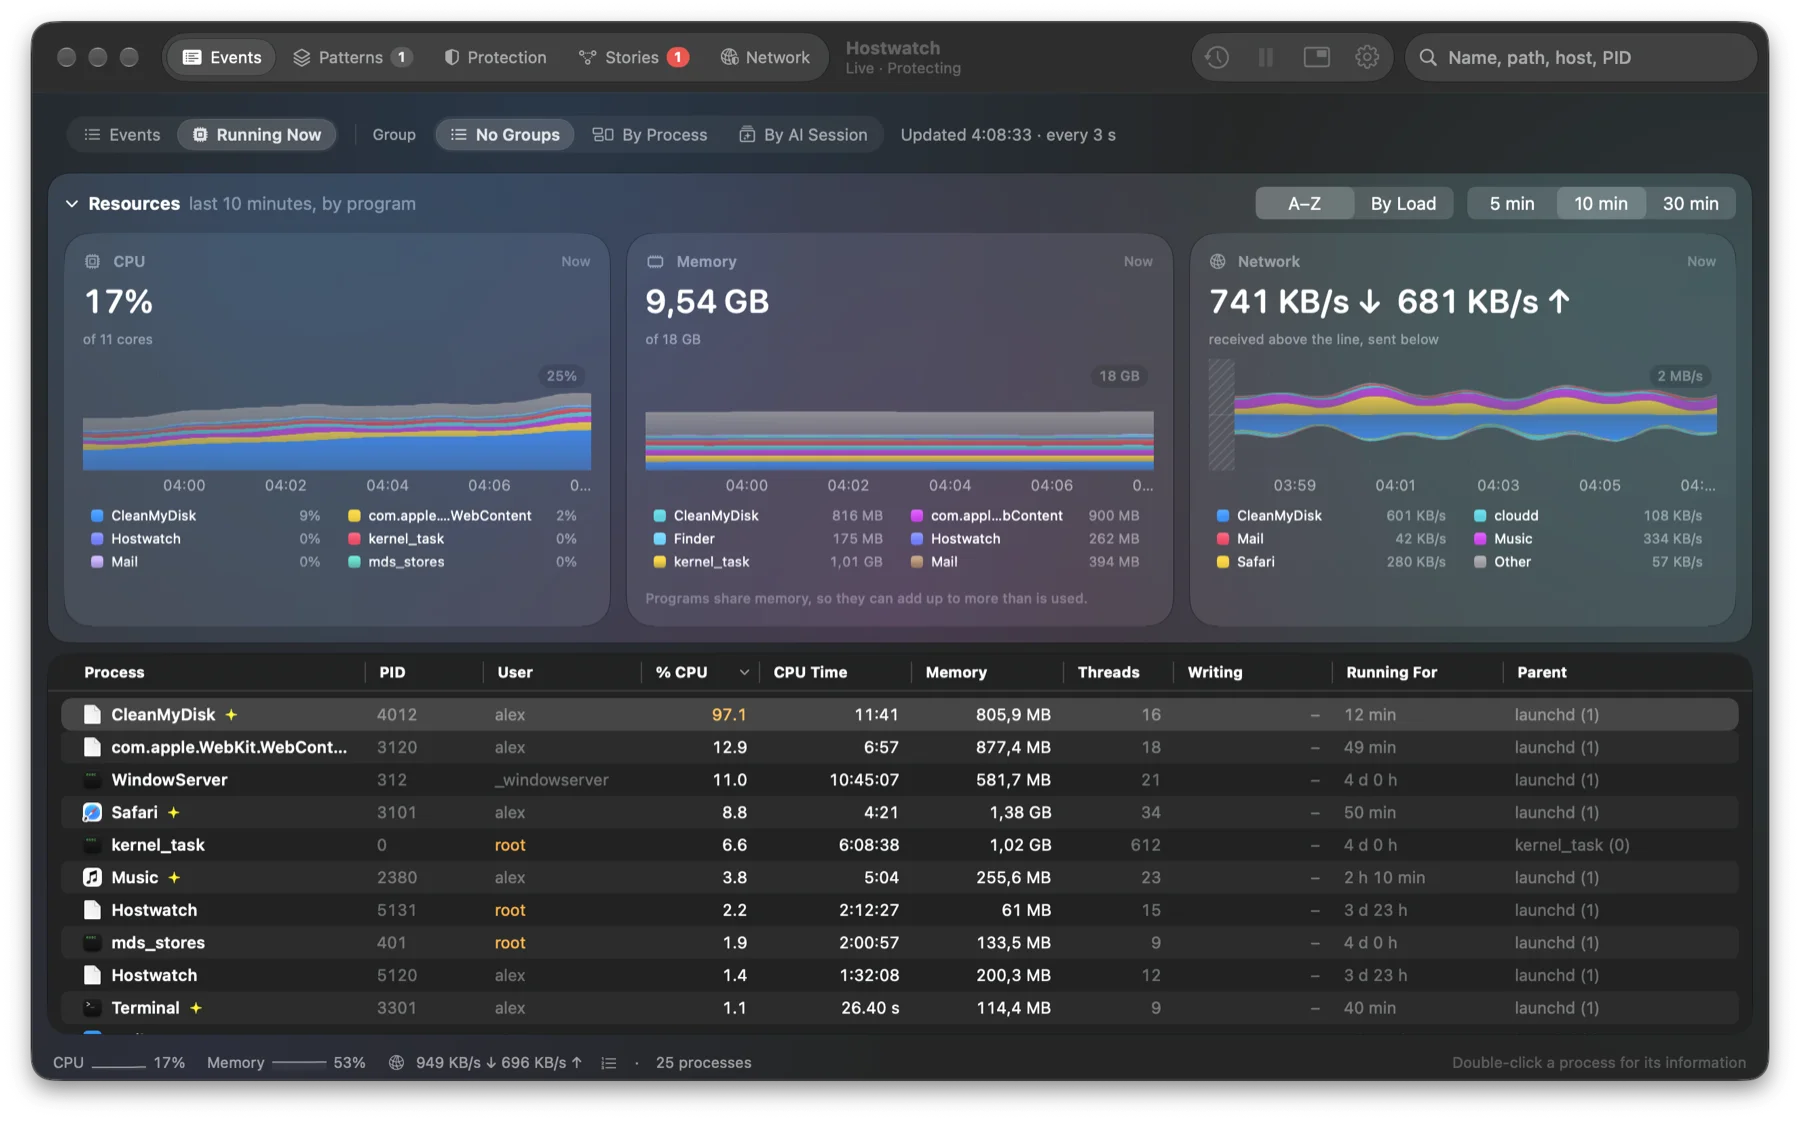 Events Patterns 1 Protection Stories 1 Network
Hostwatch
Live · Protecting
Name, path, host, PID
Events Running Now Group No Groups By Process By AI Session Updated 4:08:33 · every 3 s
Resources last 10 minutes, by program
A–Z By Load 5 min 10 min 30 min
CPU Now
17%
of 11 cores
25%
04:00 04:02 04:04 04:06 0...
CleanMyDisk 9% com.apple....WebContent 2%
Hostwatch 0% kernel_task 0%
Mail 0% mds_stores 0%
Memory Now
9,54 GB
of 18 GB
18 GB
04:00 04:02 04:04 04:06 0...
CleanMyDisk 816 MB com.appl...bContent 900 MB
Finder 175 MB Hostwatch 262 MB
kernel_task 1,01 GB Mail 394 MB
Programs share memory, so they can add up to more than is used.
Network Now
741 KB/s ↓ 681 KB/s ↑
received above the line, sent below
2 MB/s
03:59 04:01 04:03 04:05 04:...
CleanMyDisk 601 KB/s cloudd 108 KB/s
Mail 42 KB/s Music 334 KB/s
Safari 280 KB/s Other 57 KB/s
Process PID User % CPU CPU Time Memory Threads Writing Running For Parent
CleanMyDisk 4012 alex 97.1 11:41 805,9 MB 16 – 12 min launchd (1)
com.apple.WebKit.WebCont... 3120 alex 12.9 6:57 877,4 MB 18 – 49 min launchd (1)
WindowServer 312 _windowserver 11.0 10:45:07 581,7 MB 21 – 4 d 0 h launchd (1)
Safari 3101 alex 8.8 4:21 1,38 GB 34 – 50 min launchd (1)
kernel_task 0 root 6.6 6:08:38 1,02 GB 612 – 4 d 0 h kernel_task (0)
Music 2380 alex 3.8 5:04 255,6 MB 23 – 2 h 10 min launchd (1)
Hostwatch 5131 root 2.2 2:12:27 61 MB 15 – 3 d 23 h launchd (1)
mds_stores 401 root 1.9 2:00:57 133,5 MB 9 – 4 d 0 h launchd (1)
Hostwatch 5120 alex 1.4 1:32:08 200,3 MB 12 – 3 d 23 h launchd (1)
Terminal 3301 alex 1.1 26.40 s 114,4 MB 9 – 40 min launchd (1)
CPU 17% Memory 53% 949 KB/s ↓ 696 KB/s ↑ · 25 processes
Double-click a process for its information